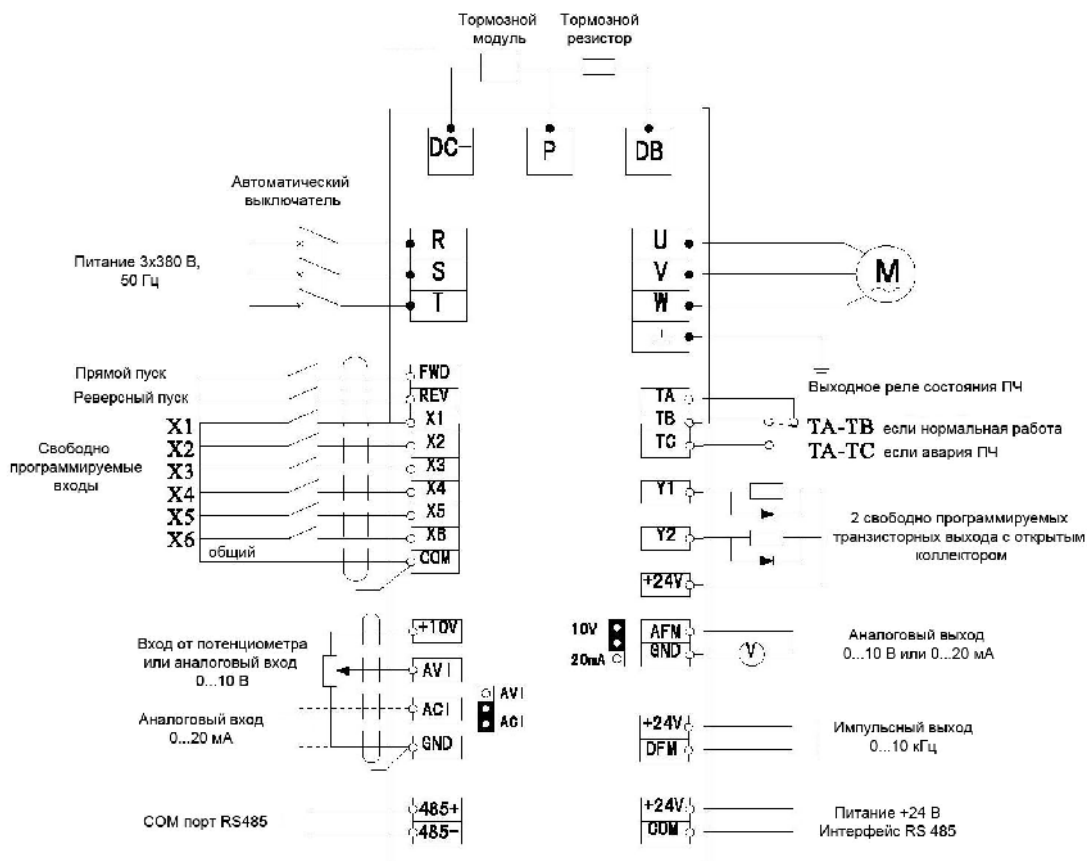 Тормозной
модуль
Тормозной
резистор
DC-
P
DB
Автоматический
выключатель
Питание 3x380 В,
50 Гц
R
S
T
U
V
W
M
Прямой пуск
Реверсный пуск
X1
X2
X3
X4
X5
X6
Свободно
программируемые
входы
общий
FWD
REV
X1
X2
X3
X4
X5
X6
COM
TA
TB
TC
Выходное реле состояния ПЧ
TA-TB если нормальная работа
TA-TC если авария ПЧ
Y1
Y2
+24V
2 свободно программируемых
транзисторных выхода с открытым
коллектором
Вход от потенциометра
или аналоговый вход
0...10 В
Аналоговый вход
0...20 мА
+10V
AVI
ACI
GND
AVI
ACI
10V
20mA
AFM
GND
V
Аналоговый выход
0...10 В или 0...20 мА
+24V
DFM
Импульсный выход
0...10 кГц
COM порт RS485
485+
485-
+24V
COM
Питание +24 В
Интерфейс RS 485